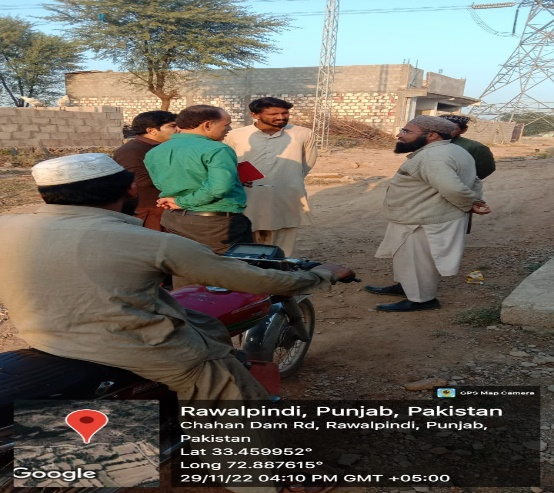 GPS Map Camera
Rawalpindi, Punjab, Pakistan
Chahan Dam Rd, Rawalpindi, Punjab,
Pakistan
Lat 33.459952°
Long 72.887615°
29/11/22 04:10 PM GMT +05:00
Google